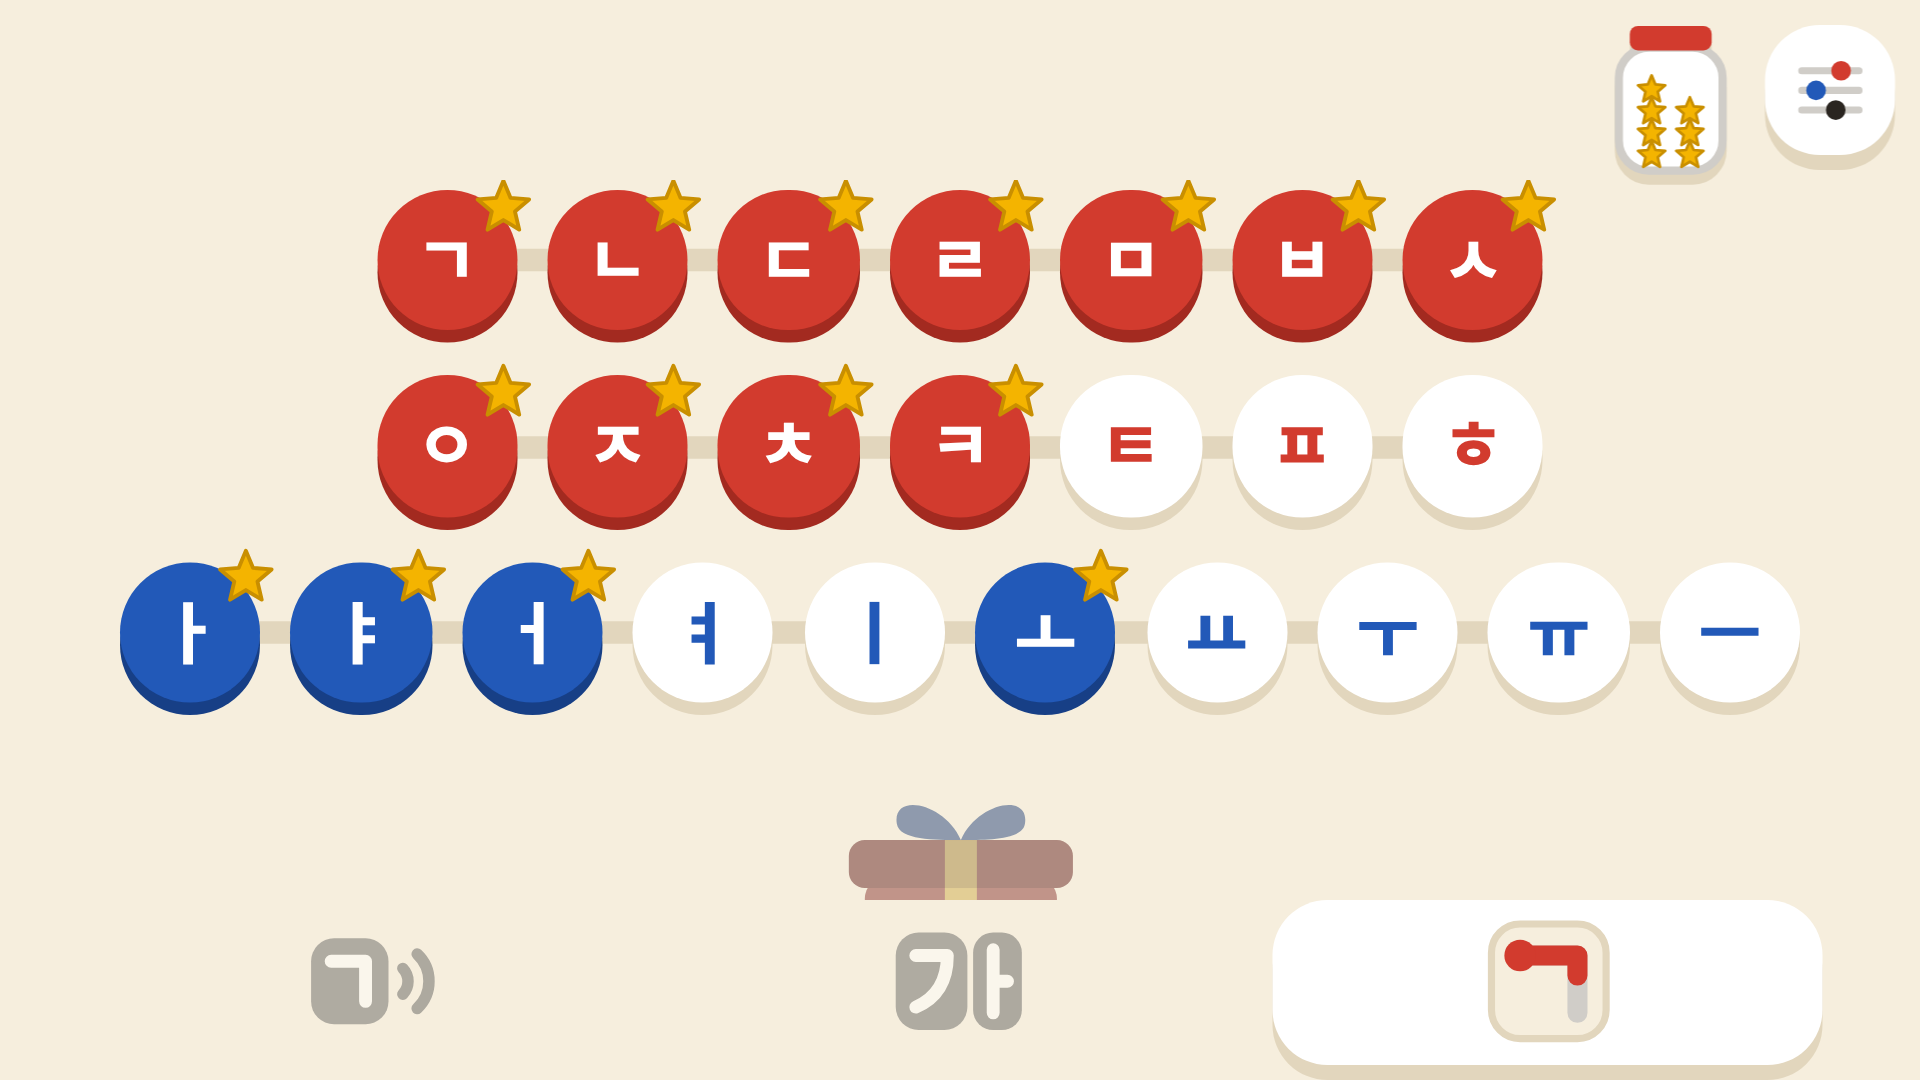 ㄱ ㄴ ㄷ ㄹ ㅁ ㅂ ㅅ
ㅇ ㅈ ㅊ ㅋ ㅌ ㅍ ㅎ
ㅏ ㅑ ㅓ ㅕ ㅣ ㅗ ㅛ ㅜ ㅠ ㅡ
ㄱ 가 ㄱ